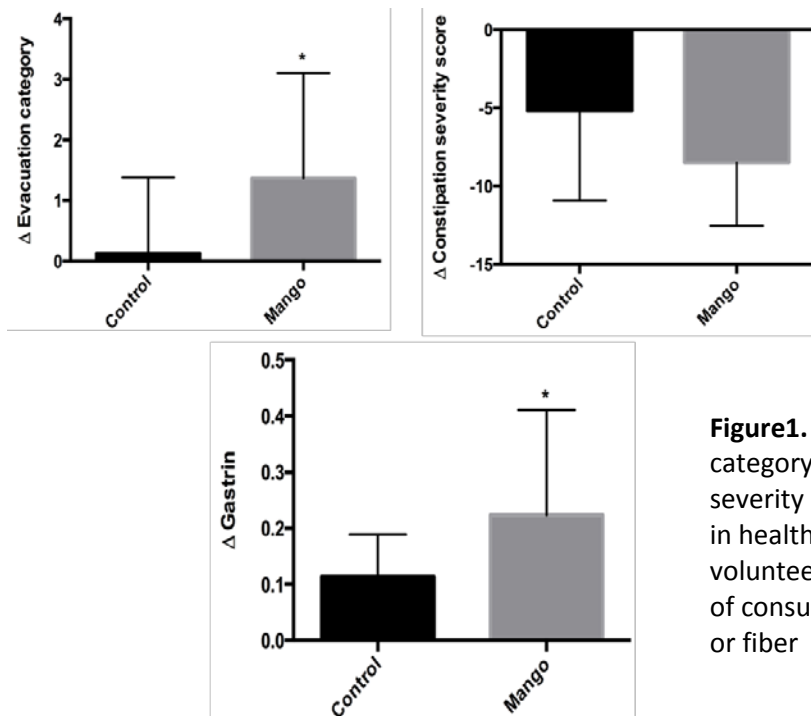 4
3
2
1
0
Δ Evacuation category
*
Control
Mango
0
-5
-10
-15
Δ Constipation severity score
Control
Mango
0.5
0.4
0.3
0.2
0.1
0.0
Δ Gastrin
*
Control
Mango
Figure1.
category
severity
in health
voluntee
of consu
or fiber